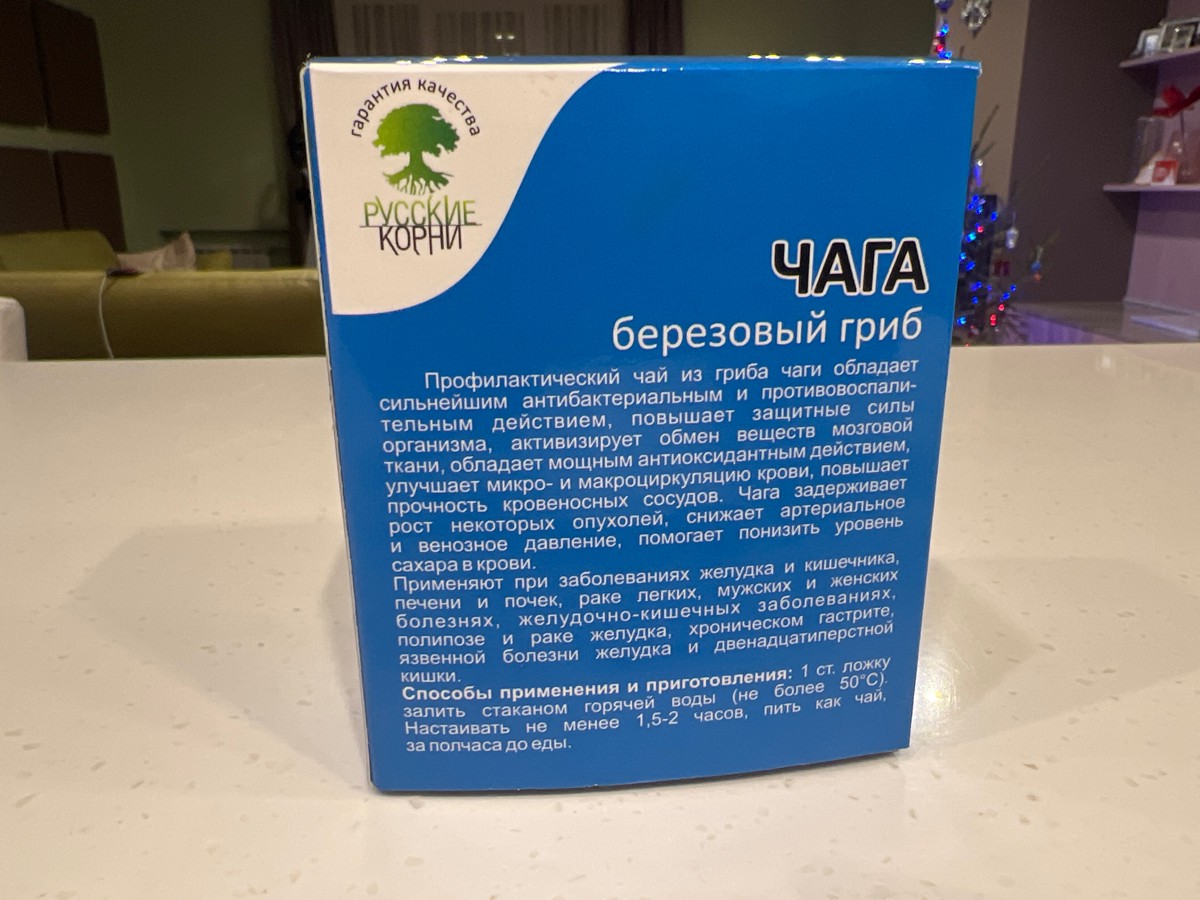 гарантия качества
РУССКИЕ
КОРНИ
ЧАГА
березовый гриб
Профилактический чай из гриба чаги обладает
сильнейшим антибактериальным и противовоспали-
тельным действием, повышает защитные силы
организма, активизирует обмен веществ мозговой
ткани, обладает мощным антиоксидантным действием,
улучшает микро- и макроциркуляцию крови, повышает
прочность кровеносных сосудов. Чага задерживает
рост некоторых опухолей, снижает артериальное
и венозное давление, помогает понизить уровень
сахара в крови.
Применяют при заболеваниях желудка и кишечника,
печени и почек, раке легких, мужских и женских
болезнях, желудочно-кишечных заболеваниях,
полипозе и раке желудка, хроническом гастрите,
язвенной болезни желудка и двенадцатиперстной
кишки.
Способы применения и приготовления: 1 ст. ложку
залить стаканом горячей воды (не более 50°С).
Настаивать не менее 1,5-2 часов, пить как чай,
за полчаса до еды.